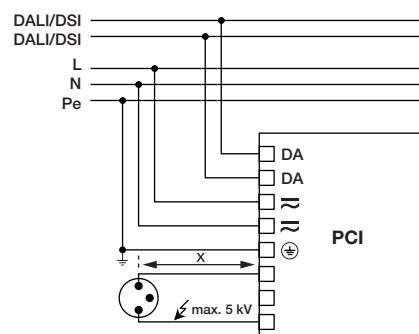 DALI/DSI
DALI/DSI
L
N
Pe
DA
DA
PCI
X
max. 5 kV